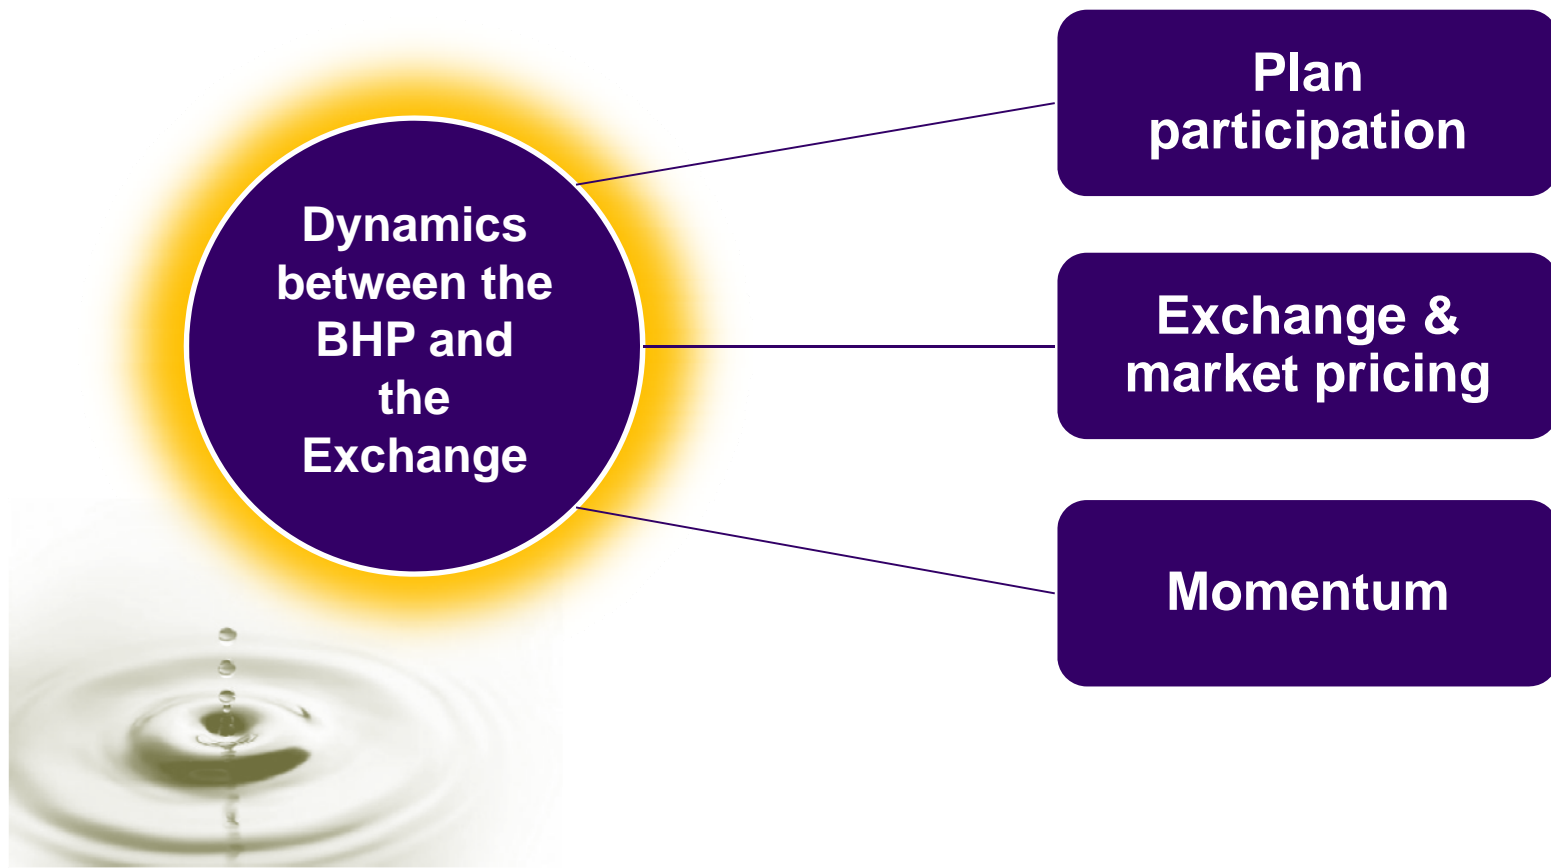 Dynamics
between the
BHP and
the
Exchange
Plan
participation
Exchange &
market pricing
Momentum